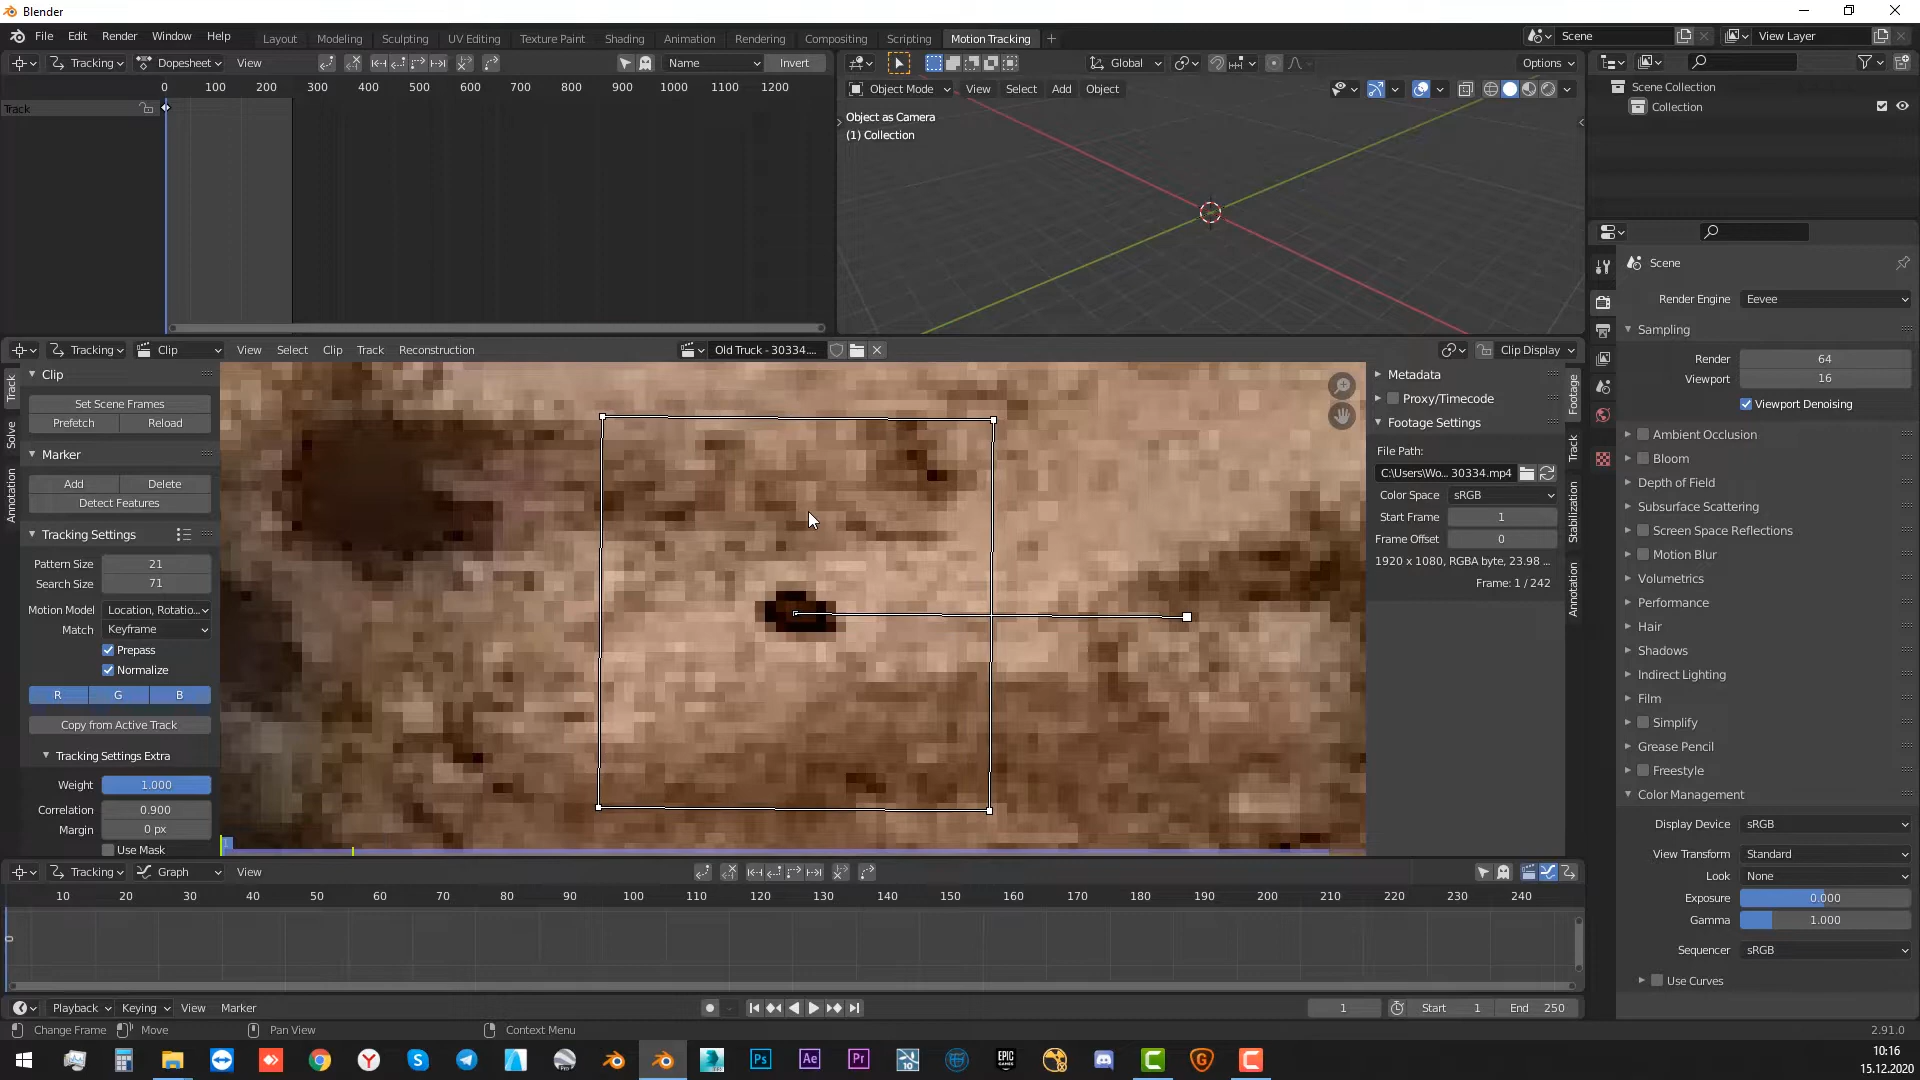 Blender
File Edit Render Window Help Layout Modeling Sculpting UV Editing Texture Paint Shading Animation Rendering Compositing Scripting Motion Tracking + Scene View Layer
Tracking Dopesheet View Name Invert Global Options
0 100 200 300 400 500 600 700 800 900 1000 1100 1200
Object Mode View Select Add Object
Scene Collection
Collection
Track
Object as Camera
(1) Collection
Scene
Render Engine Eevee
Sampling
Render 64
Viewport 16
Viewport Denoising
Ambient Occlusion
Bloom
Depth of Field
Subsurface Scattering
Screen Space Reflections
Motion Blur
Volumetrics
Performance
Hair
Shadows
Indirect Lighting
Film
Simplify
Grease Pencil
Freestyle
Color Management
Display Device sRGB
View Transform Standard
Look None
Exposure 0.000
Gamma 1.000
Sequencer sRGB
Use Curves
Tracking Clip View Select Clip Track Reconstruction Old Truck - 30334.... Clip Display
Track
Solve
Annotation
Clip
Set Scene Frames
Prefetch Reload
Marker
Add Delete
Detect Features
Tracking Settings
Pattern Size 21
Search Size 71
Motion Model Location, Rotatio...
Match Keyframe
Prepass
Normalize
R G B
Copy from Active Track
Tracking Settings Extra
Weight 1.000
Correlation 0.900
Margin 0 px
Use Mask
1
Metadata
Proxy/Timecode
Footage Settings
File Path:
C:\Users\Wo... 30334.mp4
Color Space sRGB
Start Frame 1
Frame Offset 0
1920 x 1080, RGBA byte, 23.98 ...
Frame: 1 / 242
Footage
Track
Stabilization
Annotation
Tracking Graph View
10 20 30 40 50 60 70 80 90 100 110 120 130 140 150 160 170 180 190 200 210 220 230 240
Playback Keying View Marker 1 Start 1 End 250
Change Frame Move Pan View Context Menu 2.91.0
Ps Ae Pr
EPIC GAMES
10:16
15.12.2020